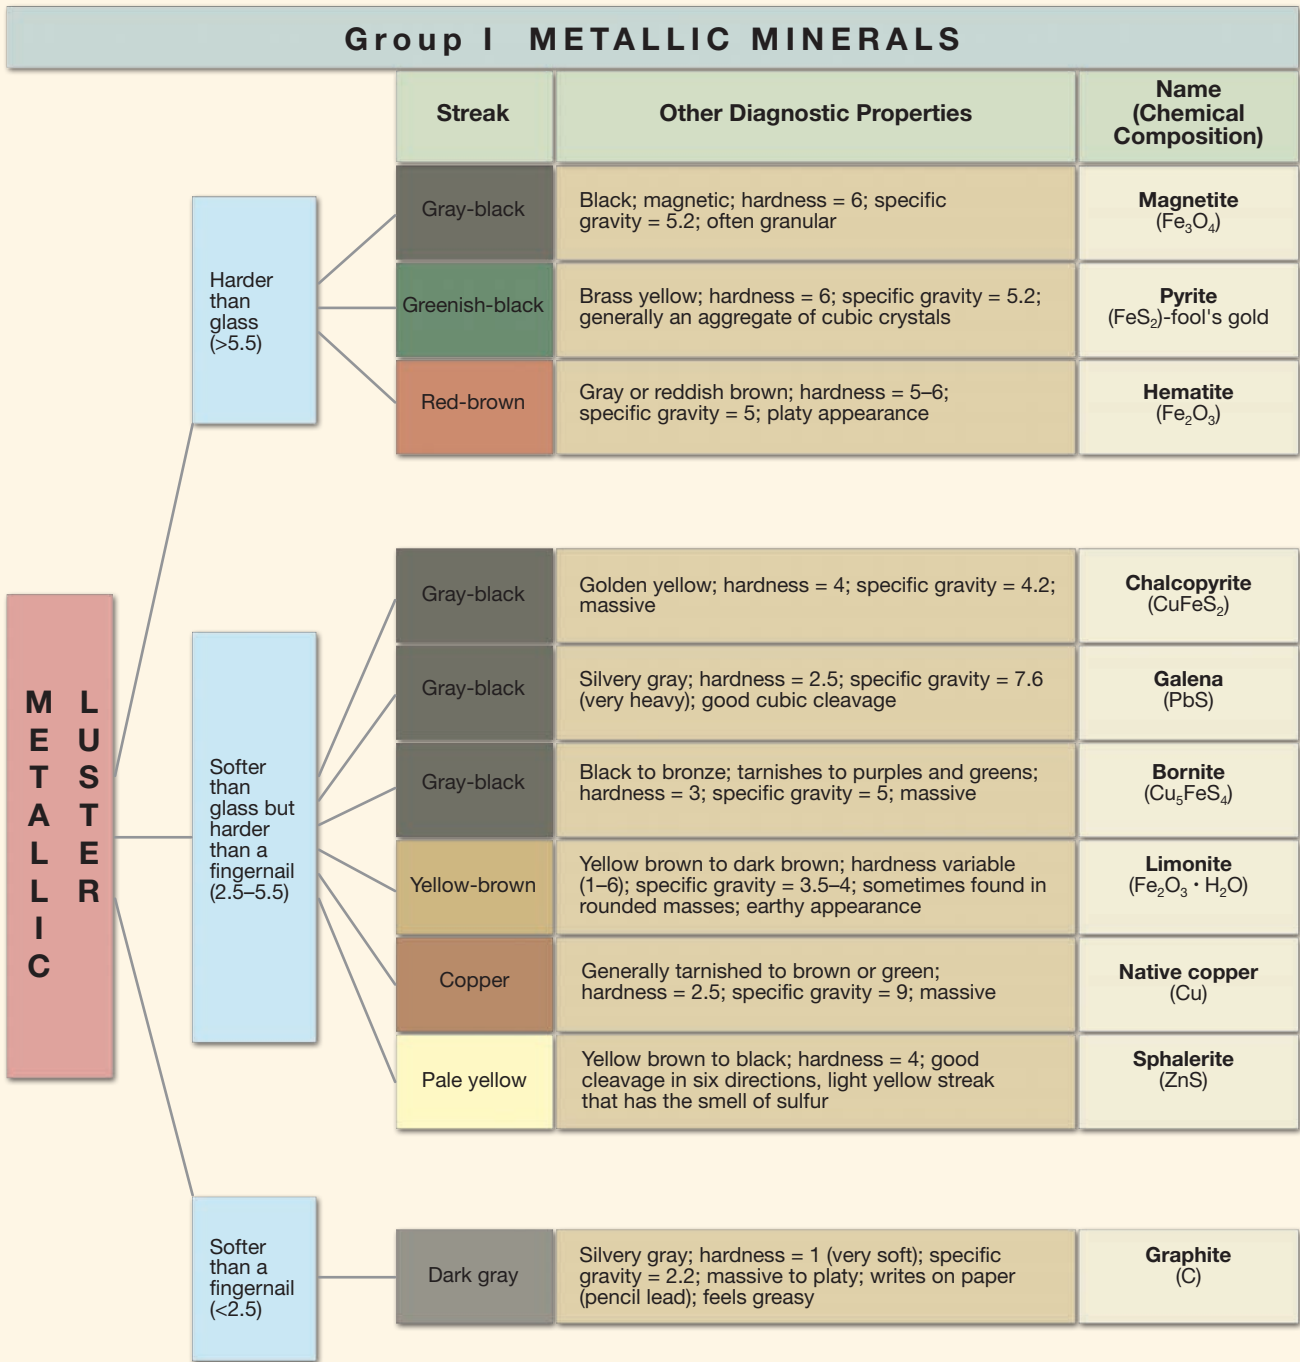 Group I METALLIC MINERALS
Streak
Other Diagnostic Properties
Name
(Chemical
Composition)
METALLIC
LUSTER
Harder
than
glass
(>5.5)
Gray-black
Black; magnetic; hardness = 6; specific
gravity = 5.2; often granular
Magnetite
(Fe₃O₄)
Greenish-black
Brass yellow; hardness = 6; specific gravity = 5.2;
generally an aggregate of cubic crystals
Pyrite
(FeS₂)-fool's gold
Red-brown
Gray or reddish brown; hardness = 5–6;
specific gravity = 5; platy appearance
Hematite
(Fe₂O₃)
Softer
than
glass but
harder
than a
fingernail
(2.5–5.5)
Gray-black
Golden yellow; hardness = 4; specific gravity = 4.2;
massive
Chalcopyrite
(CuFeS₂)
Gray-black
Silvery gray; hardness = 2.5; specific gravity = 7.6
(very heavy); good cubic cleavage
Galena
(PbS)
Gray-black
Black to bronze; tarnishes to purples and greens;
hardness = 3; specific gravity = 5; massive
Bornite
(Cu₅FeS₄)
Yellow-brown
Yellow brown to dark brown; hardness variable
(1–6); specific gravity = 3.5–4; sometimes found in
rounded masses; earthy appearance
Limonite
(Fe₂O₃ · H₂O)
Copper
Generally tarnished to brown or green;
hardness = 2.5; specific gravity = 9; massive
Native copper
(Cu)
Pale yellow
Yellow brown to black; hardness = 4; good
cleavage in six directions, light yellow streak
that has the smell of sulfur
Sphalerite
(ZnS)
Softer
than a
fingernail
(<2.5)
Dark gray
Silvery gray; hardness = 1 (very soft); specific
gravity = 2.2; massive to platy; writes on paper
(pencil lead); feels greasy
Graphite
(C)